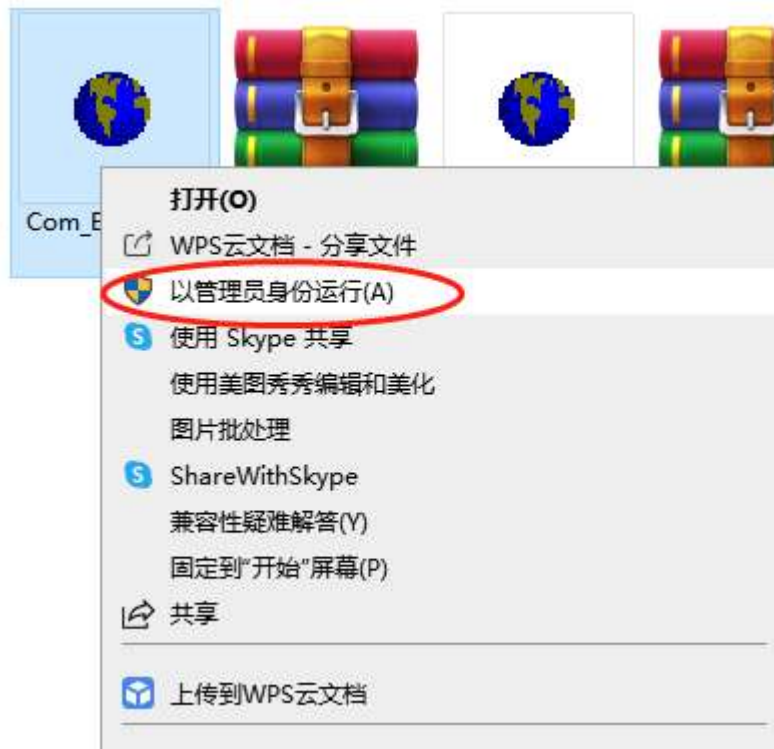 Com_E
打开(O)
WPS云文档 - 分享文件
以管理员身份运行(A)
使用 Skype 共享
使用美图秀秀编辑和美化
图片批处理
ShareWithSkype
兼容性疑难解答(Y)
固定到"开始"屏幕(P)
共享
上传到WPS云文档